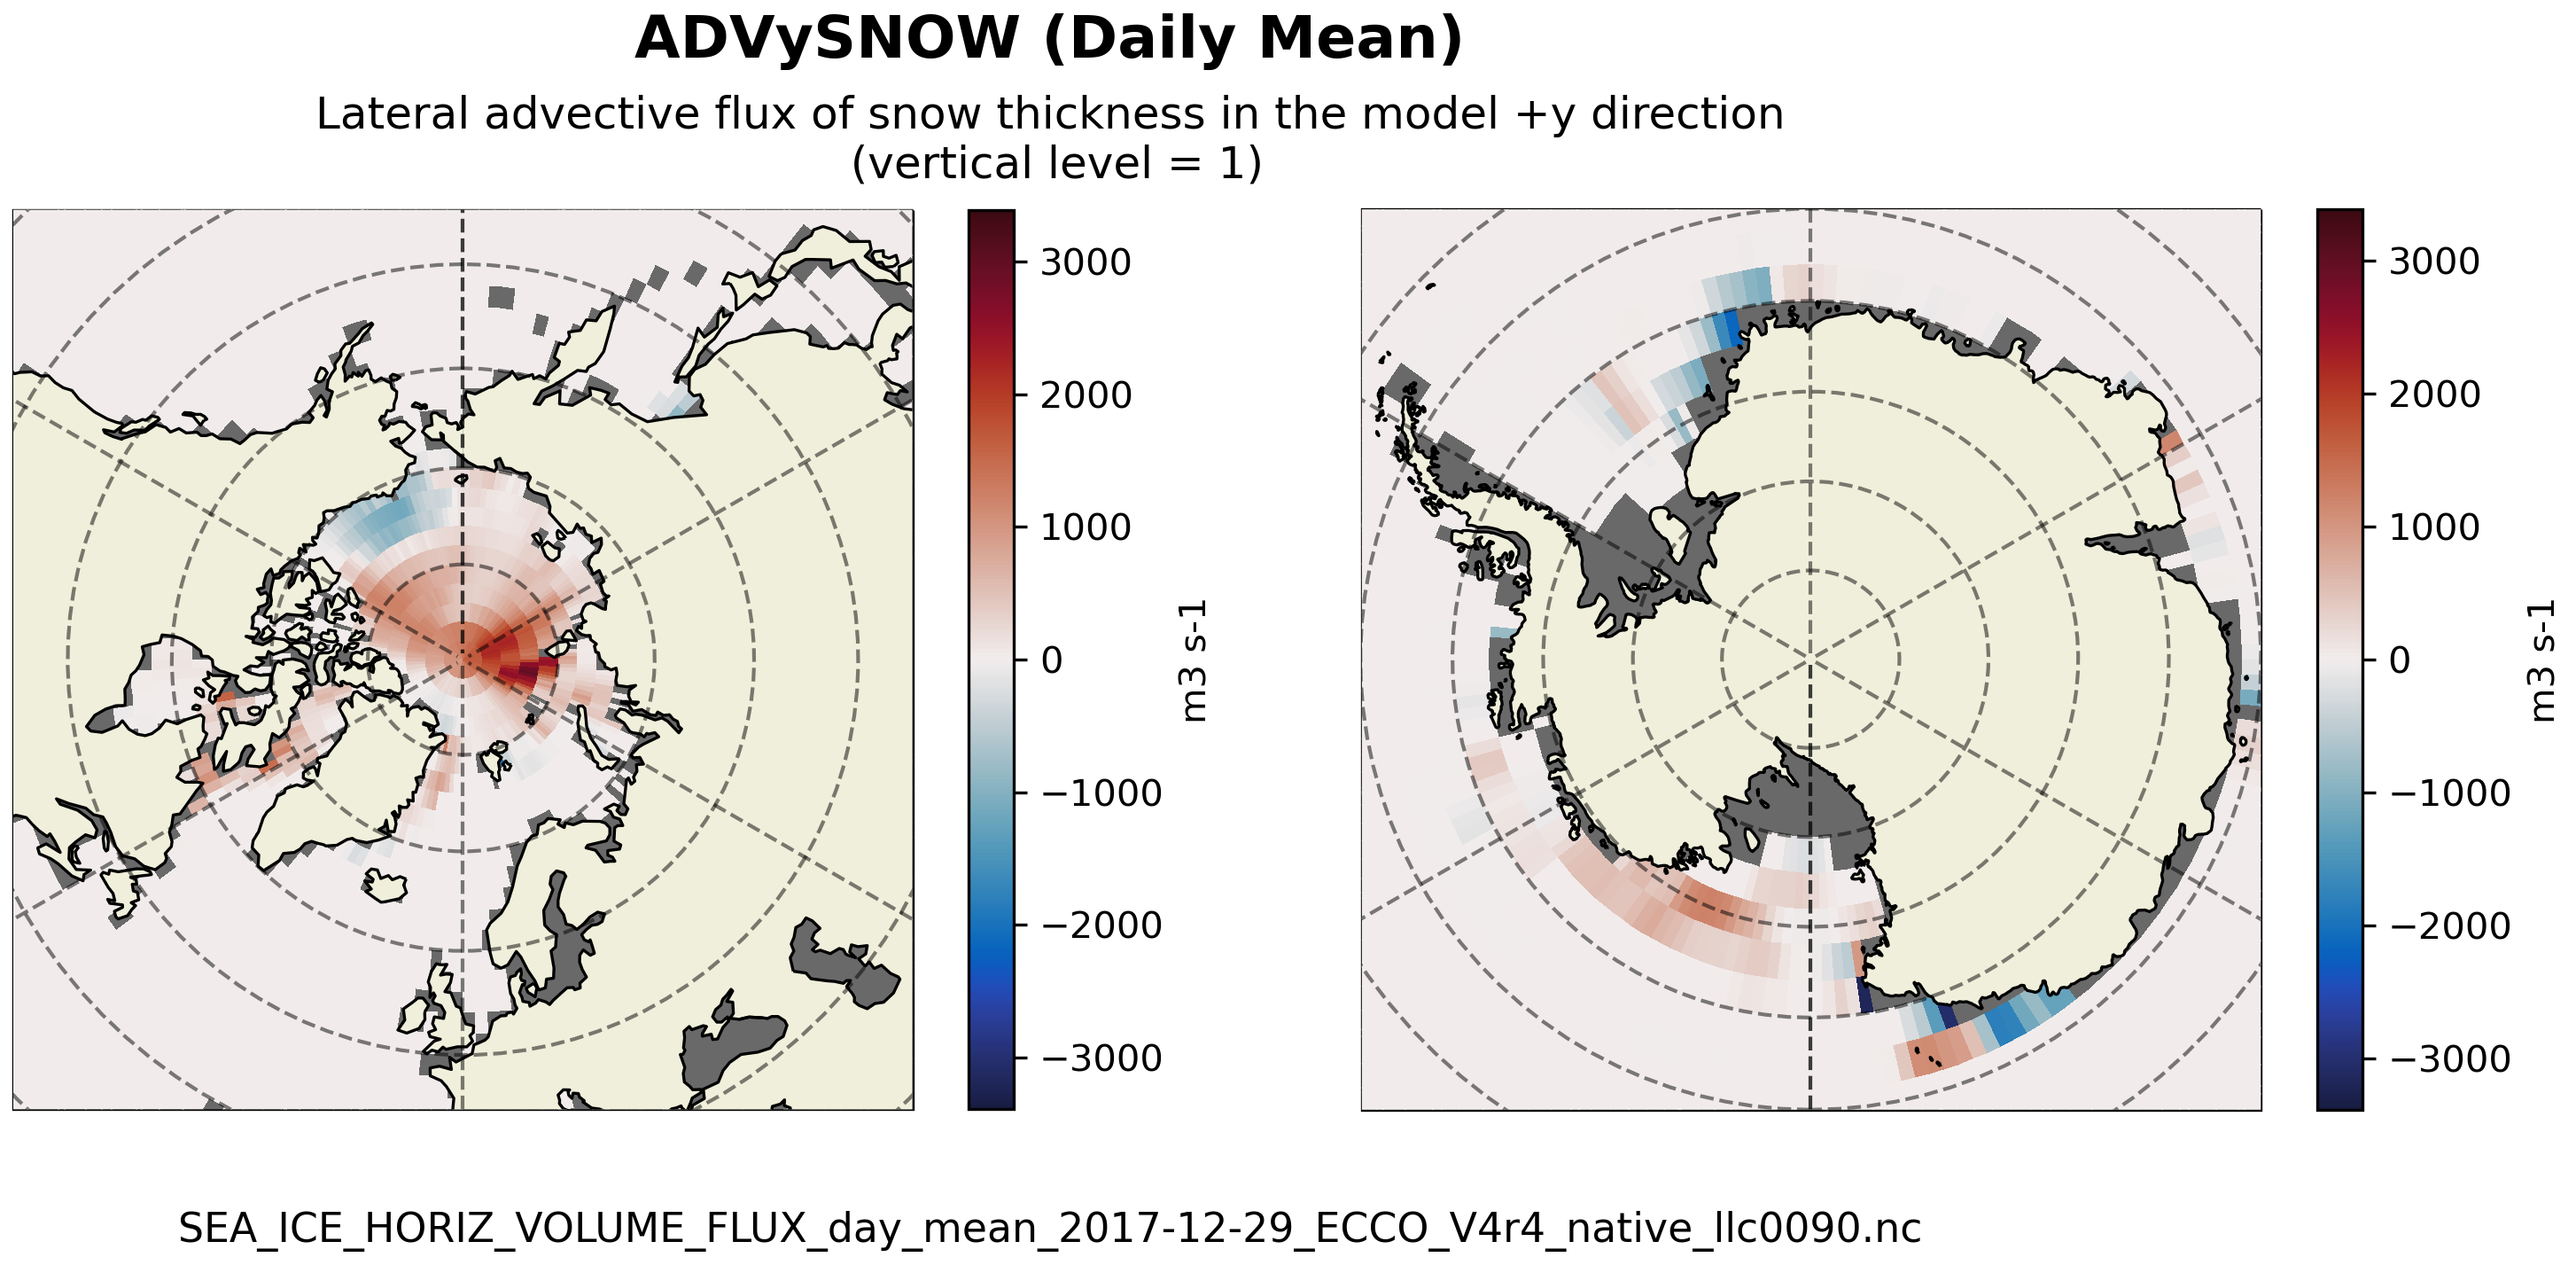 ADVySNOW (Daily Mean)
Lateral advective flux of snow thickness in the model +y direction
(vertical level = 1)
3000
2000
1000
0
−1000
−2000
−3000
m3 s-1
3000
2000
1000
0
−1000
−2000
−3000
m3 s-1
SEA_ICE_HORIZ_VOLUME_FLUX_day_mean_2017-12-29_ECCO_V4r4_native_llc0090.nc